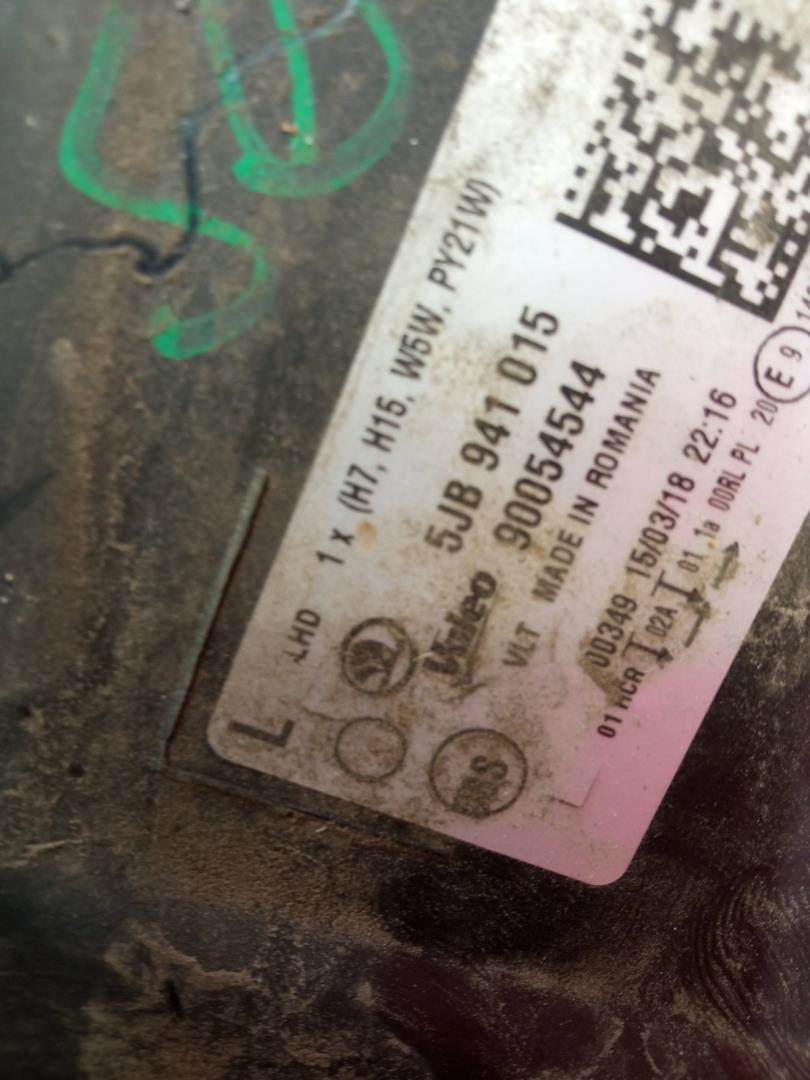 L LHD 1 x (H7, H15, W5W, PY21W)
5JB 941 015
Valeo 90054544
VLT MADE IN ROMANIA
00349 15/03/18 22:16
01 HCR 02A 01 1a 00RL PL 20 E 9